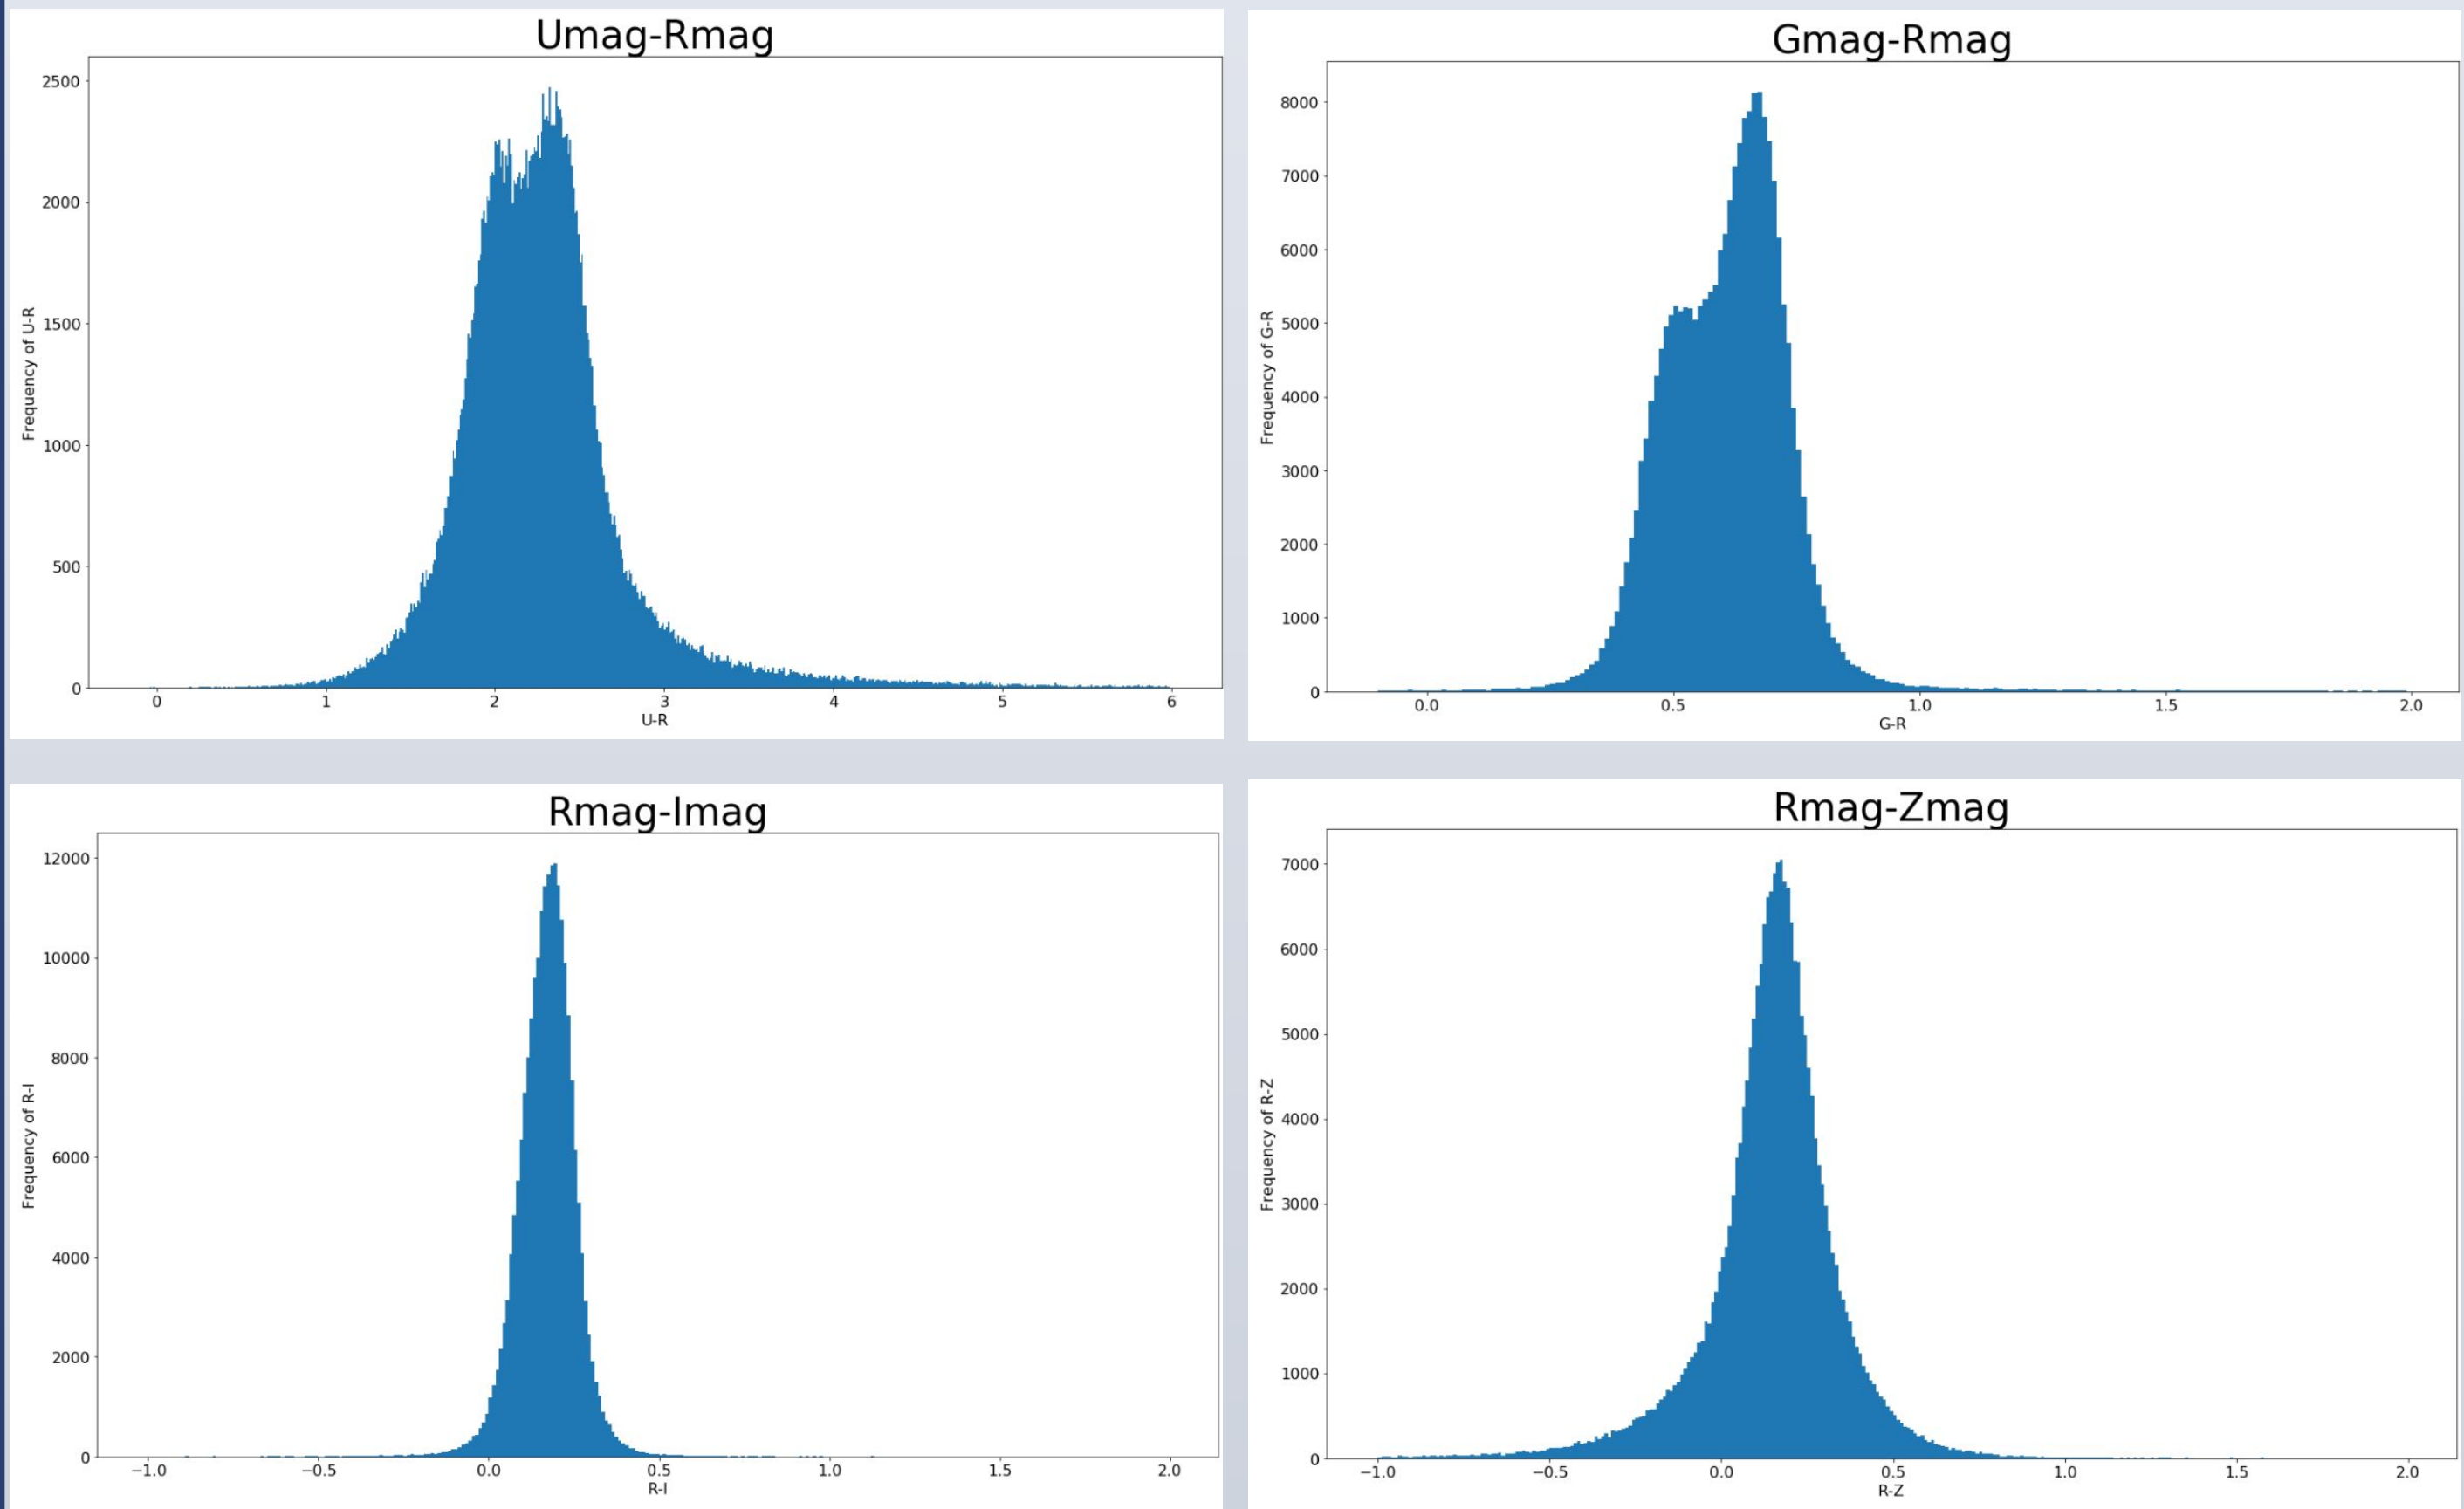 Umag-Rmag
Frequency of U-R
2500
2000
1500
1000
500
0
0 1 2 3 4 5 6
U-R
Gmag-Rmag
Frequency of G-R
8000
7000
6000
5000
4000
3000
2000
1000
0
0.0 0.5 1.0 1.5 2.0
G-R
Rmag-Imag
Frequency of R-I
12000
10000
8000
6000
4000
2000
0
−1.0 −0.5 0.0 0.5 1.0 1.5 2.0
R-I
Rmag-Zmag
Frequency of R-Z
7000
6000
5000
4000
3000
2000
1000
0
−1.0 −0.5 0.0 0.5 1.0 1.5 2.0
R-Z